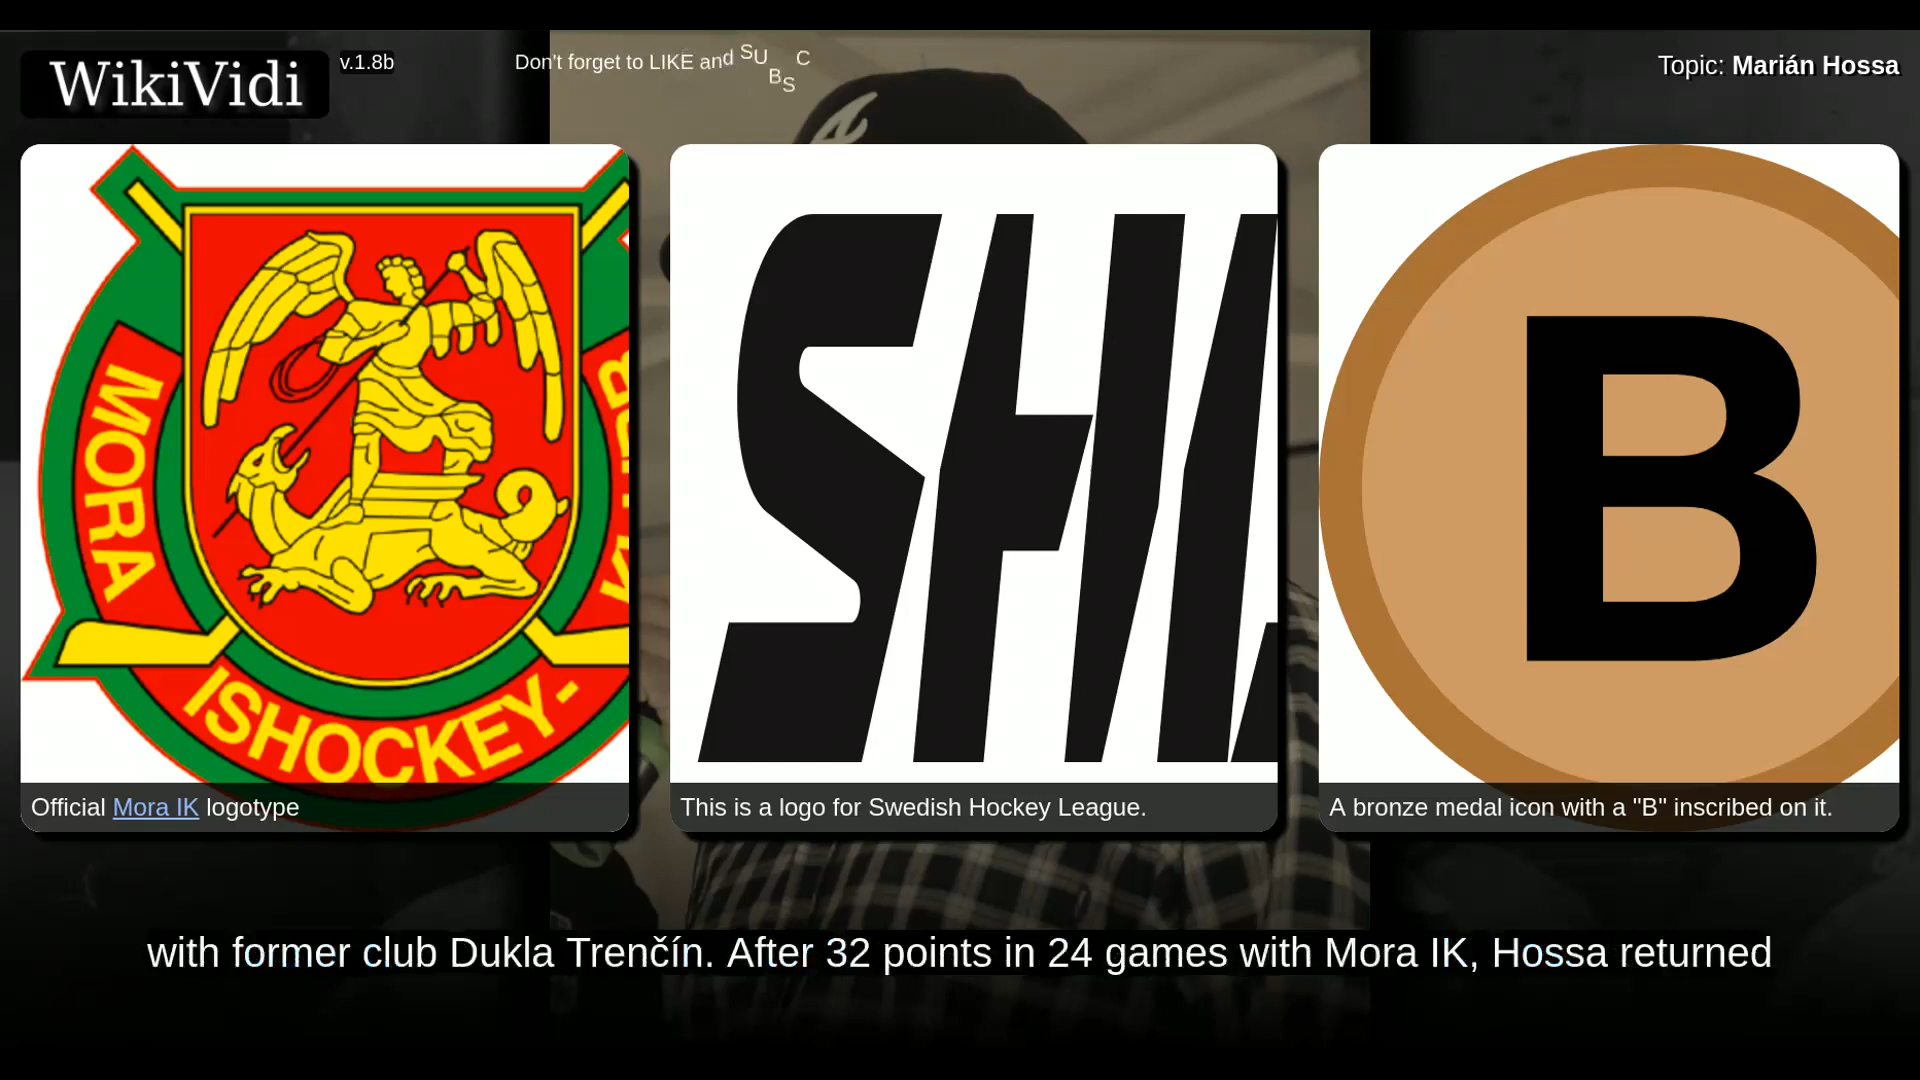 WikiVidi
v.1.8b
Don't forget to LIKE and SUBSC
Topic: Marián Hossa
MORA
ISHOCKEY-
SHL
B
Official Mora IK logotype
This is a logo for Swedish Hockey League.
A bronze medal icon with a "B" inscribed on it.
with former club Dukla Trenčín. After 32 points in 24 games with Mora IK, Hossa returned